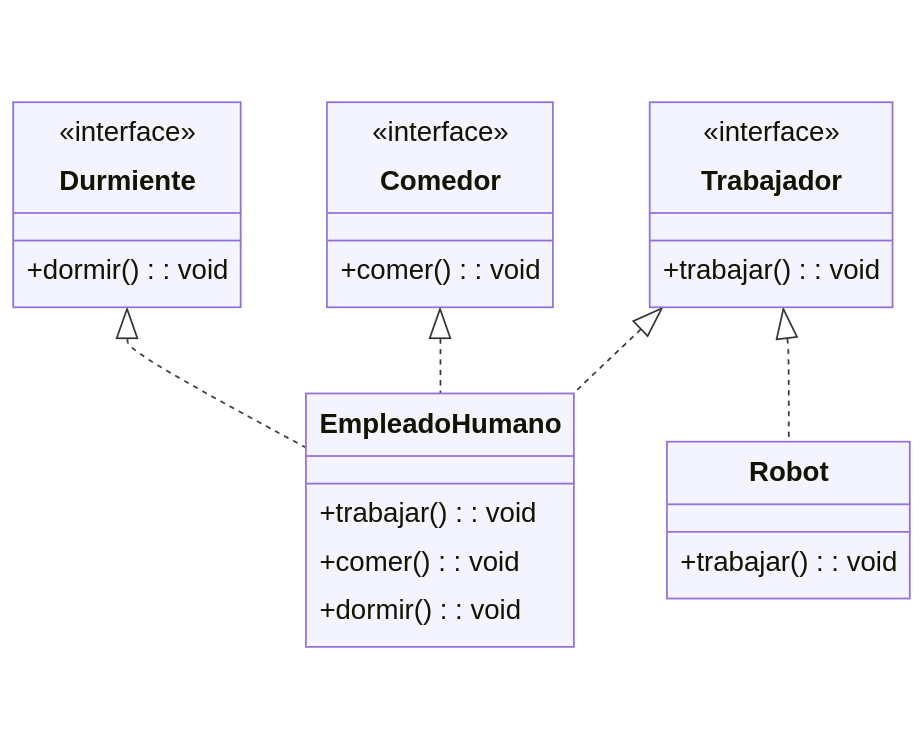 «interface»
Durmiente
+dormir() : : void
«interface»
Comedor
+comer() : : void
«interface»
Trabajador
+trabajar() : : void
EmpleadoHumano
+trabajar() : : void
+comer() : : void
+dormir() : : void
Robot
+trabajar() : : void